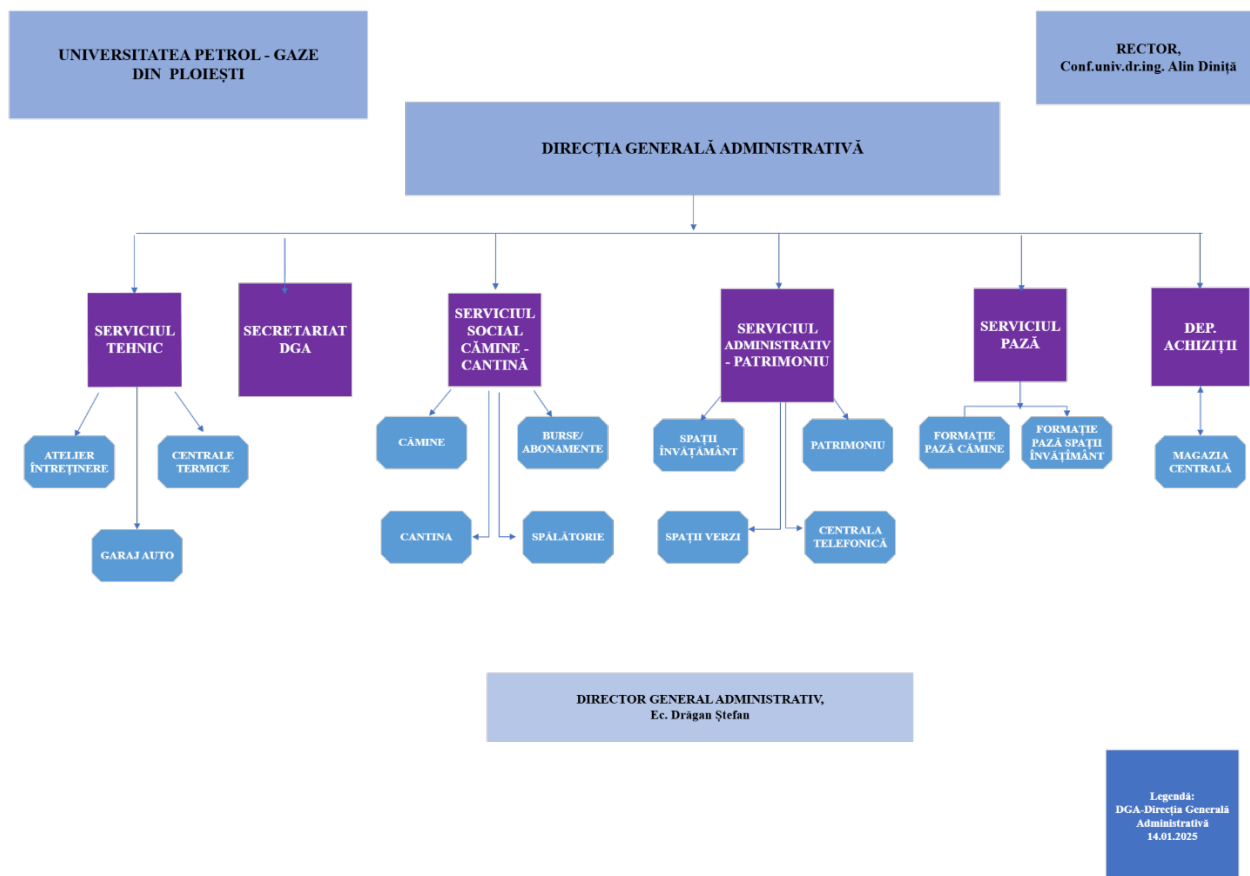 UNIVERSITATEA PETROL - GAZE
DIN PLOIEȘTI
RECTOR,
Conf.univ.dr.ing. Alin Diniță
DIRECȚIA GENERALĂ ADMINISTRATIVĂ
SERVICIUL
TEHNIC
SECRETARIAT
DGA
SERVICIUL
SOCIAL
CĂMINE -
CANTINĂ
SERVICIUL
ADMINISTRATIV
- PATRIMONIU
SERVICIUL
PAZĂ
DEP.
ACHIZIȚII
ATELIER
ÎNTREȚINERE
CENTRALE
TERMICE
GARAJ AUTO
CĂMINE
BURSE/
ABONAMENTE
CANTINA
SPĂLĂTORIE
SPAȚII
ÎNVĂȚĂMÂNT
PATRIMONIU
SPAȚII VERZI
CENTRALA
TELEFONICĂ
FORMAȚIE
PAZĂ CĂMINE
FORMAȚIE
PAZĂ SPAȚII
ÎNVĂȚÎMÂNT
MAGAZIA
CENTRALĂ
DIRECTOR GENERAL ADMINISTRATIV,
Ec. Drăgan Ștefan
Legendă:
DGA-Direcția Generală
Administrativă
14.01.2025